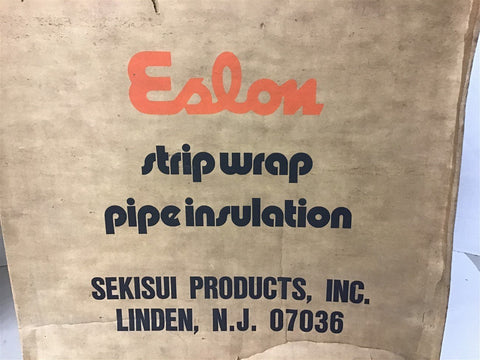 Eslon
strip wrap
pipe insulation
SEKISUI PRODUCTS, INC.
LINDEN, N.J. 07036